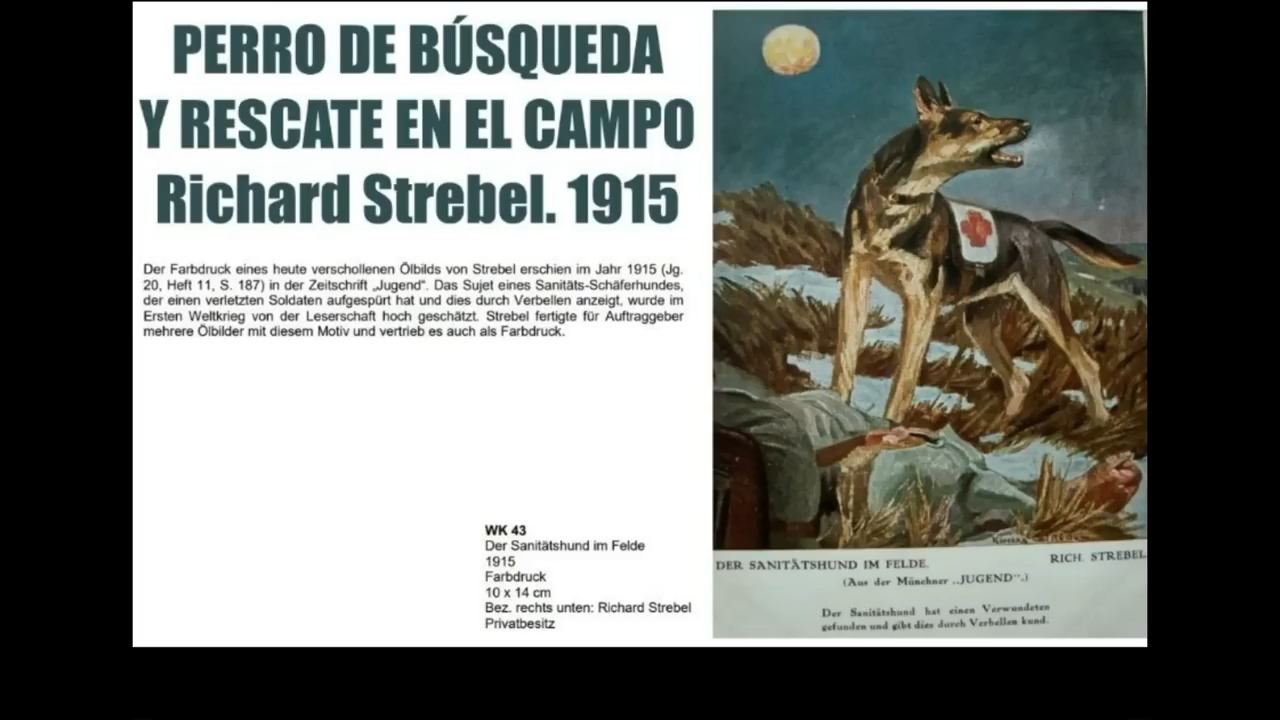 PERRO DE BÚSQUEDA
Y RESCATE EN EL CAMPO
Richard Strebel. 1915
Der Farbdruck eines heute verschollenen Ölbilds von Strebel erschien im Jahr 1915 (Jg.
20, Heft 11, S. 187) in der Zeitschrift „Jugend“. Das Sujet eines Sanitäts-Schäferhundes,
der einen verletzten Soldaten aufgespürt hat und dies durch Verbellen anzeigt, wurde im
Ersten Weltkrieg von der Leserschaft hoch geschätzt. Strebel fertigte für Auftraggeber
mehrere Ölbilder mit diesem Motiv und vertrieb es auch als Farbdruck.
WK 43
Der Sanitätshund im Felde
1915
Farbdruck
10 x 14 cm
Bez. rechts unten: Richard Strebel
Privatbesitz
DER SANITÄTSHUND IM FELDE.
RICH. STREBEL
(Aus der Münchner „JUGEND“.)
Der Sanitätshund hat einen Verwundeten
gefunden und gibt dies durch Verbellen kund.